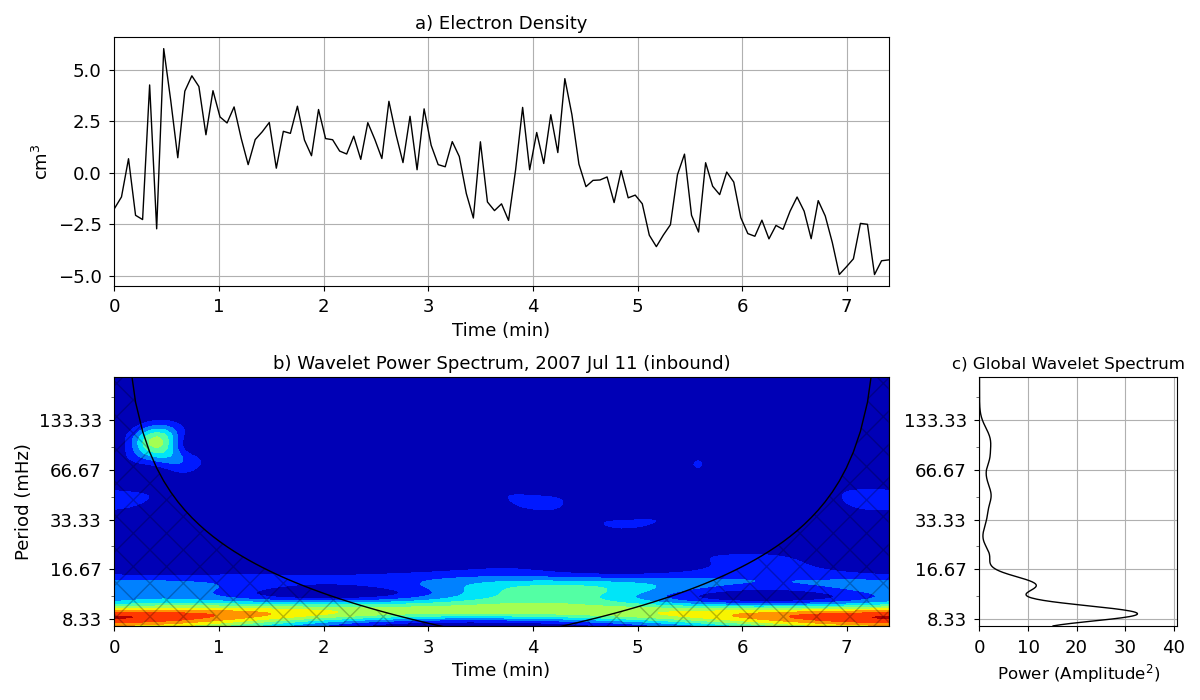 a) Electron Density
5.0
2.5
0.0
−2.5
−5.0
cm³
0 1 2 3 4 5 6 7
Time (min)
b) Wavelet Power Spectrum, 2007 Jul 11 (inbound)
133.33
66.67
33.33
16.67
8.33
Period (mHz)
0 1 2 3 4 5 6 7
Time (min)
c) Global Wavelet Spectrum
133.33
66.67
33.33
16.67
8.33
0 10 20 30 40
Power (Amplitude²)